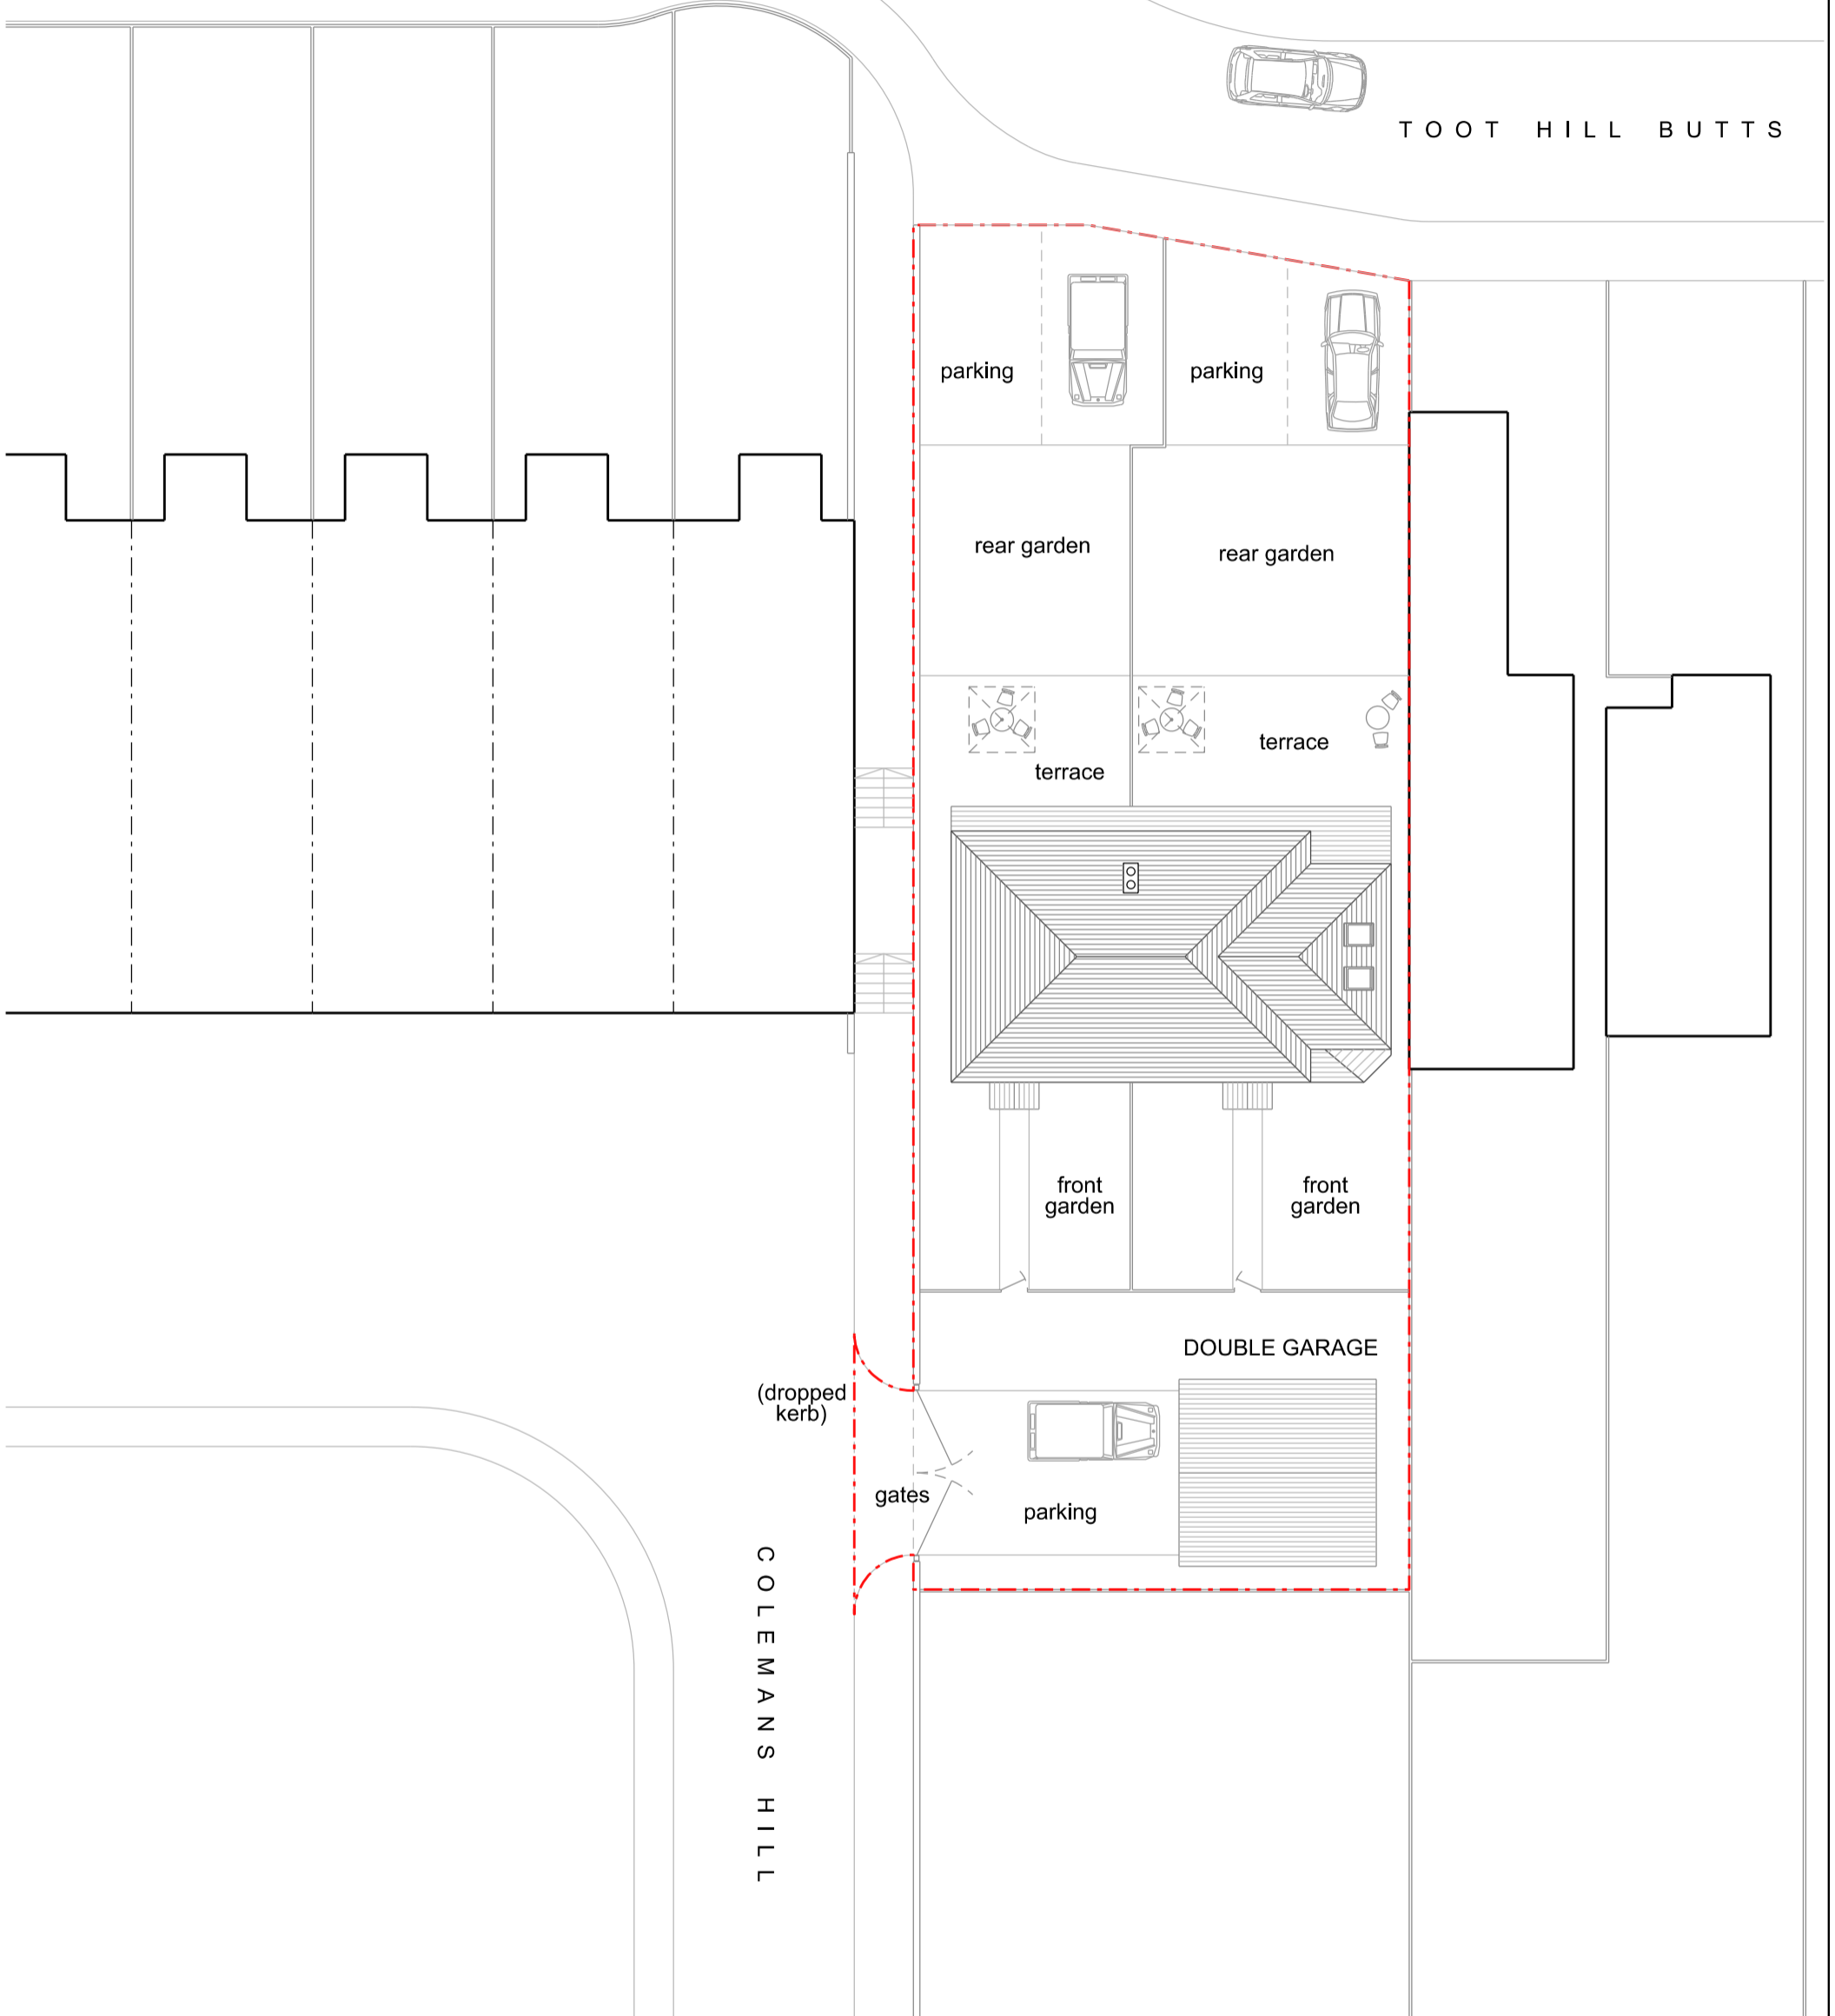 TOOT HILL BUTTS
parking
parking
rear garden
rear garden
terrace
terrace
front
garden
front
garden
DOUBLE GARAGE
(dropped
kerb)
gates
parking
COLEMANS HILL